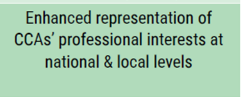 Enhanced representation of
CCAs' professional interests at
national & local levels